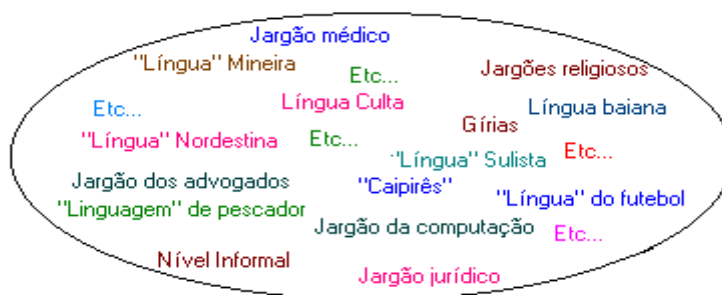 Jargão médico
"Língua" Mineira
Etc...
Jargões religiosos
Etc...
Língua Culta
Língua baiana
Gírias
"Língua" Nordestina
Etc...
"Língua" Sulista
Etc...
Jargão dos advogados
"Caipirês"
"Língua" do futebol
"Linguagem" de pescador
Jargão da computação
Etc...
Nível Informal
Jargão jurídico